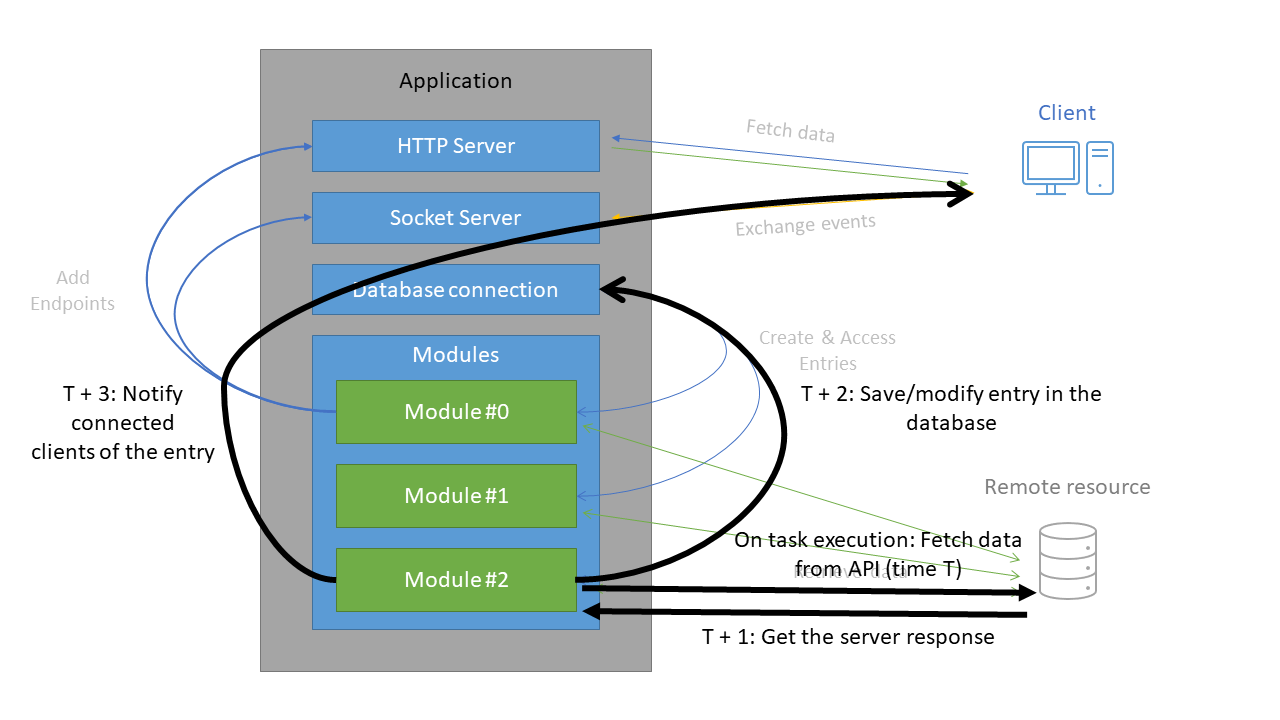 Application
HTTP Server
Socket Server
Database connection
Modules
Module #0
Module #1
Module #2
Add
Endpoints
T + 3: Notify
connected
clients of the entry
Fetch data
Exchange events
Client
Create & Access
Entries
T + 2: Save/modify entry in the
database
Remote resource
On task execution: Fetch data
from API (time T)
Retrieve data
T + 1: Get the server response